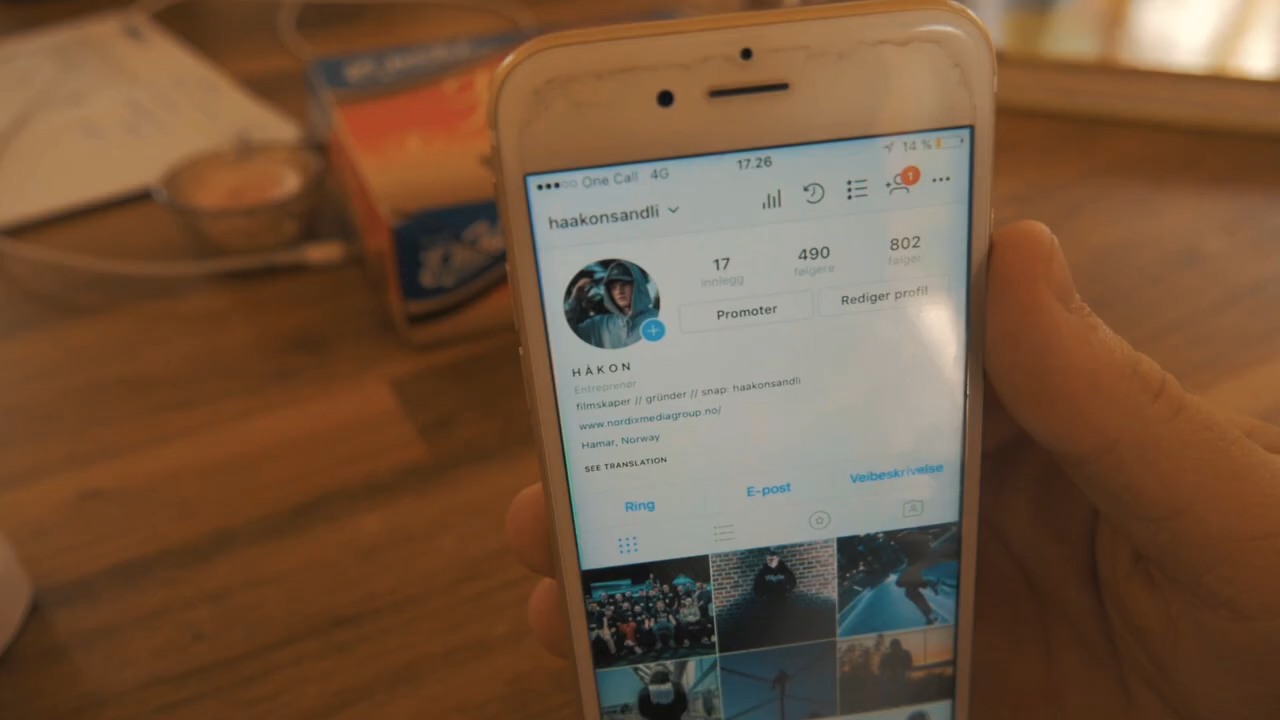 One Call 4G 17.26 14 %
haakonsandli
1
17 490 802
innlegg følgere følger
Promoter Rediger profil
HÅKON
Entreprenør
filmskaper // gründer // snap: haakonsandli
www.nordixmediagroup.no/
Hamar, Norway
SEE TRANSLATION
Ring E-post Veibeskrivelse